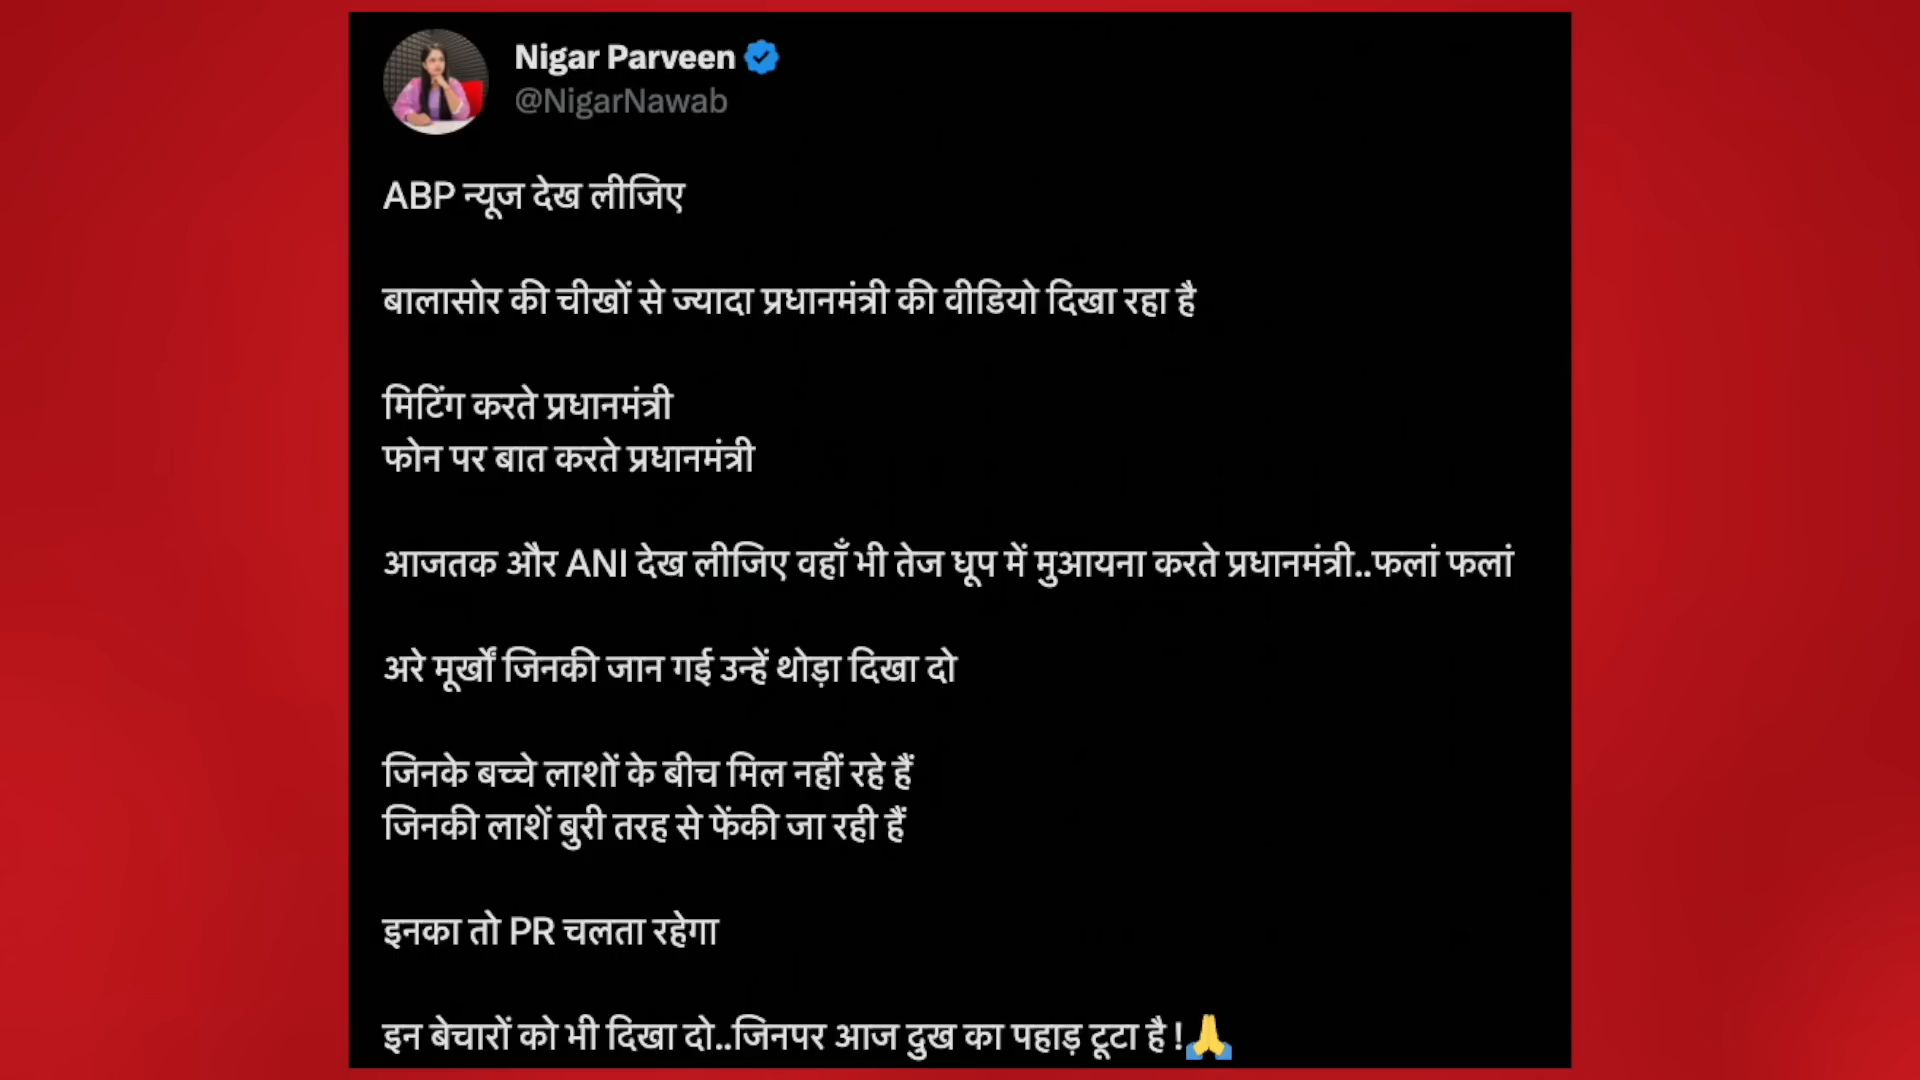 Nigar Parveen
@NigarNawab
ABP न्यूज देख लीजिए
बालासोर की चीखों से ज्यादा प्रधानमंत्री की वीडियो दिखा रहा है
मिटिंग करते प्रधानमंत्री
फोन पर बात करते प्रधानमंत्री
आजतक और ANI देख लीजिए वहाँ भी तेज धूप में मुआयना करते प्रधानमंत्री..फलां फलां
अरे मूर्खों जिनकी जान गई उन्हें थोड़ा दिखा दो
जिनके बच्चे लाशों के बीच मिल नहीं रहे हैं
जिनकी लाशें बुरी तरह से फेंकी जा रही हैं
इनका तो PR चलता रहेगा
इन बेचारों को भी दिखा दो..जिनपर आज दुख का पहाड़ टूटा है !🙏